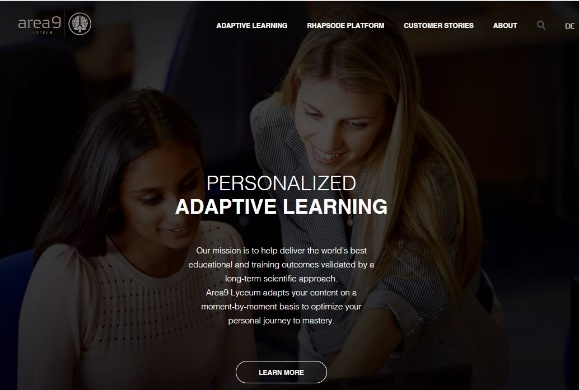 area9
LYCEUM
ADAPTIVE LEARNING
RHAPSODE PLATFORM
CUSTOMER STORIES
ABOUT
DE
PERSONALIZED
ADAPTIVE LEARNING
Our mission is to help deliver the world's best
educational and training outcomes validated by a
long-term scientific approach.
Area9 Lyceum adapts your content on a
moment-by-moment basis to optimize your
personal journey to mastery.
LEARN MORE